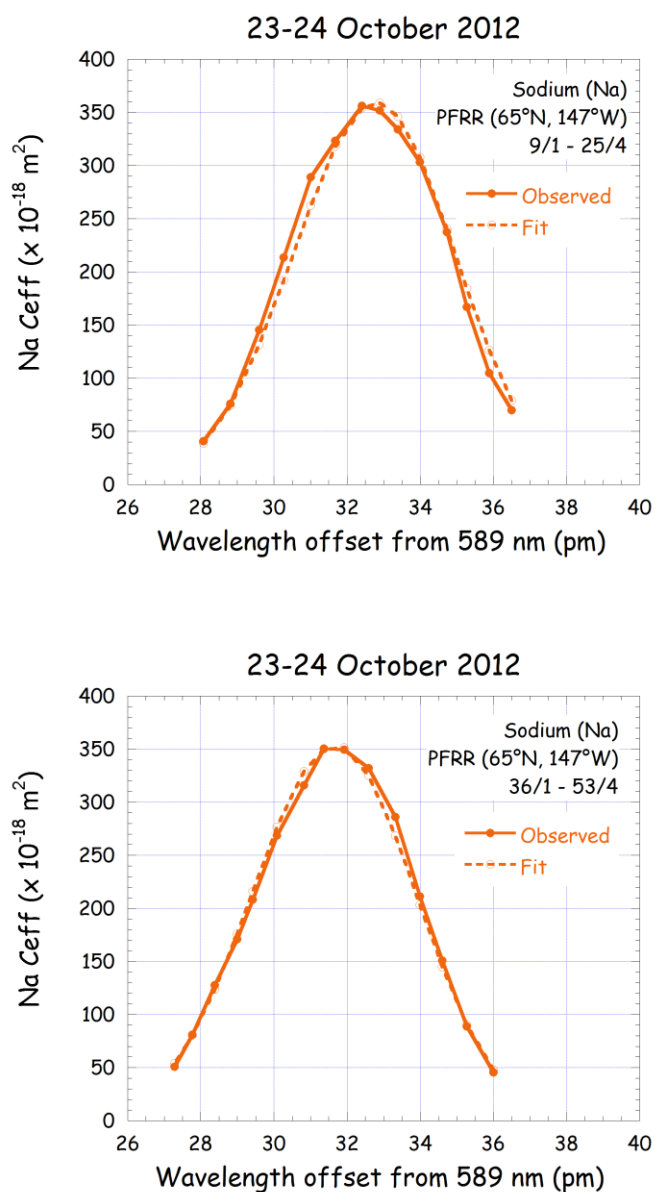 23-24 October 2012
400
350
300
250
200
150
100
50
0
Na Ceff (x 10⁻¹⁸ m²)
Sodium (Na)
PFRR (65°N, 147°W)
9/1 - 25/4
Observed
Fit
26 28 30 32 34 36 38 40
Wavelength offset from 589 nm (pm)
23-24 October 2012
400
350
300
250
200
150
100
50
0
Na Ceff (x 10⁻¹⁸ m²)
Sodium (Na)
PFRR (65°N, 147°W)
36/1 - 53/4
Observed
Fit
26 28 30 32 34 36 38 40
Wavelength offset from 589 nm (pm)